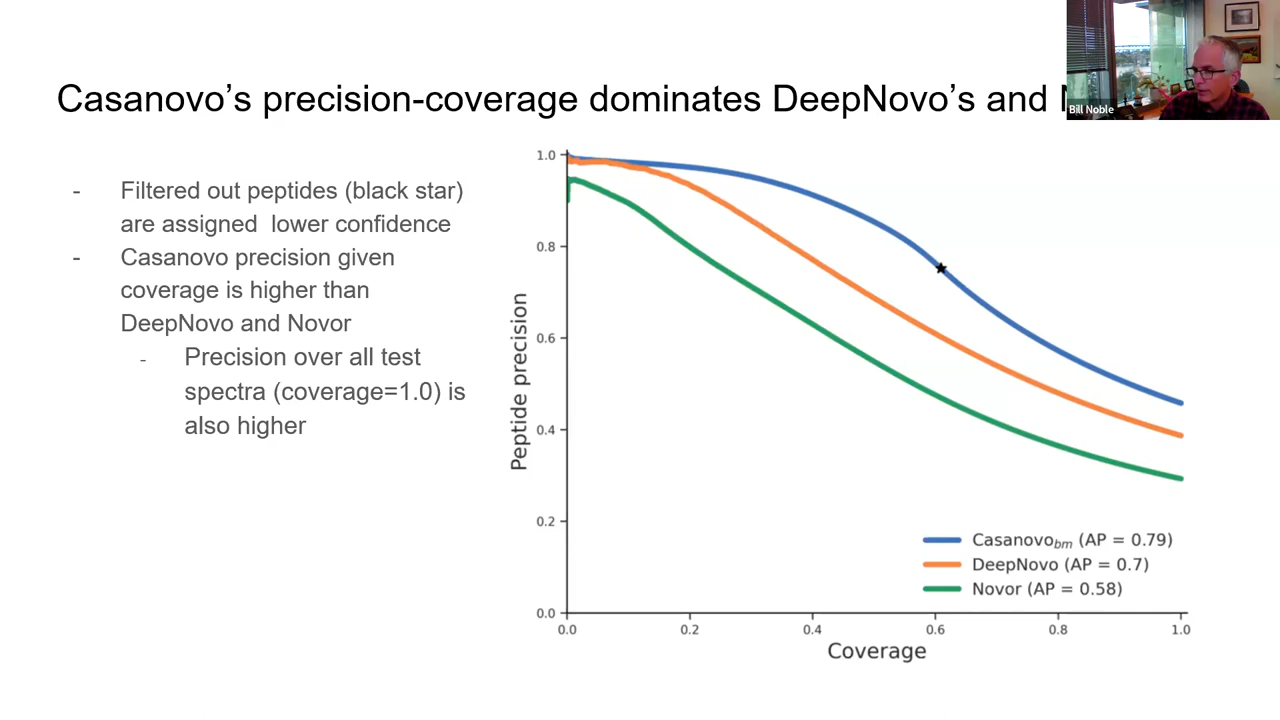 Casanovo's precision-coverage dominates DeepNovo's and
Bill Noble
- Filtered out peptides (black star)
are assigned lower confidence
- Casanovo precision given
coverage is higher than
DeepNovo and Novor
- Precision over all test
spectra (coverage=1.0) is
also higher
Peptide precision
1.0
0.8
0.6
0.4
0.2
0.0
0.0 0.2 0.4 0.6 0.8 1.0
Coverage
Casanovobm (AP = 0.79)
DeepNovo (AP = 0.7)
Novor (AP = 0.58)